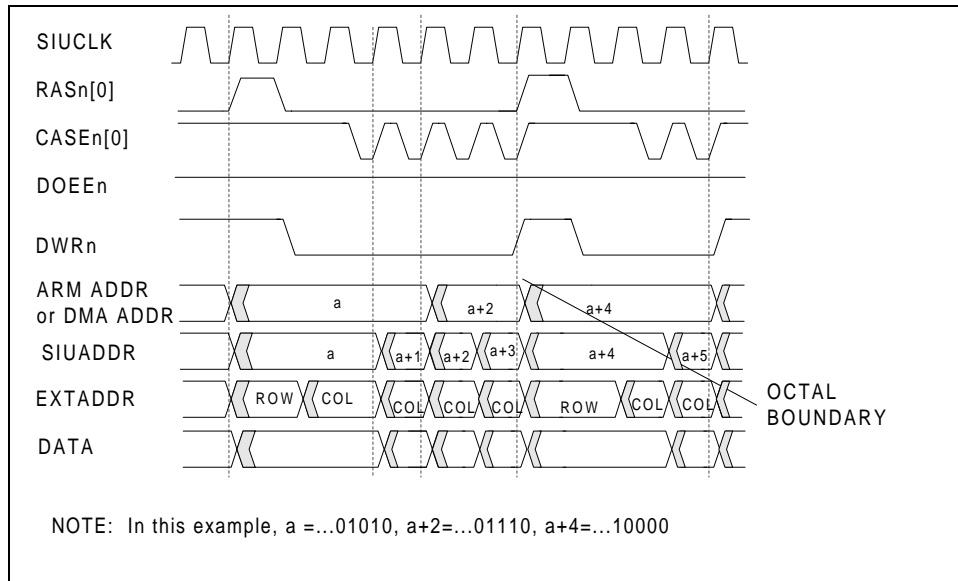 SIUCLK
RASn[0]
CASEn[0]
DOEEn
DWRn
ARM ADDR
or DMA ADDR
a a+2 a+4
SIUADDR
a a+1 a+2 a+3 a+4 a+5
EXTADDR
ROW COL COL COL COL ROW COL COL
DATA
OCTAL
BOUNDARY
NOTE: In this example, a =...01010, a+2=...01110, a+4=...10000